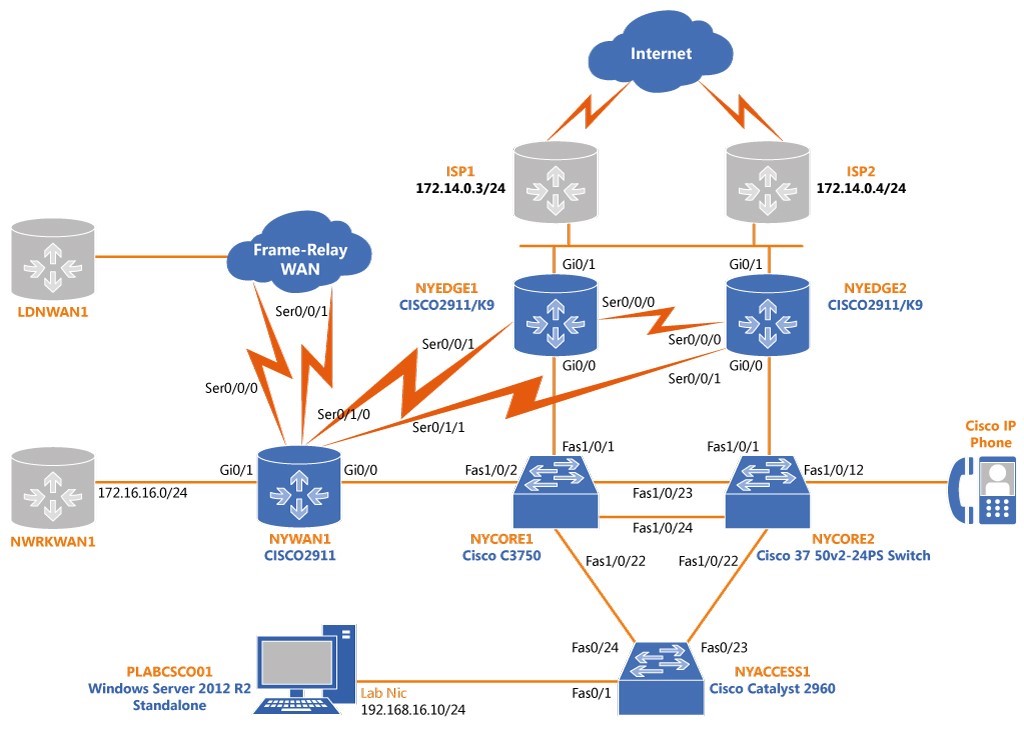 Internet
ISP1
172.14.0.3/24
ISP2
172.14.0.4/24
Frame-Relay
WAN
LDNWAN1
Gi0/1
Gi0/1
NYEDGE1
CISCO2911/K9
NYEDGE2
CISCO2911/K9
Ser0/0/0
Ser0/0/1
Ser0/0/1
Ser0/0/0
Gi0/0
Gi0/0
Ser0/0/1
Ser0/0/0
Ser0/1/0
Ser0/1/1
Cisco IP
Phone
Fas1/0/1
Fas1/0/1
Gi0/1
Gi0/0
Fas1/0/2
Fas1/0/12
172.16.16.0/24
Fas1/0/23
Fas1/0/24
NWRKWAN1
NYWAN1
CISCO2911
NYCORE1
Cisco C3750
NYCORE2
Cisco 37 50v2-24PS Switch
Fas1/0/22
Fas1/0/22
Fas0/24
Fas0/23
PLABCSCO01
Windows Server 2012 R2
Standalone
NYACCESS1
Cisco Catalyst 2960
Lab Nic
192.168.16.10/24
Fas0/1